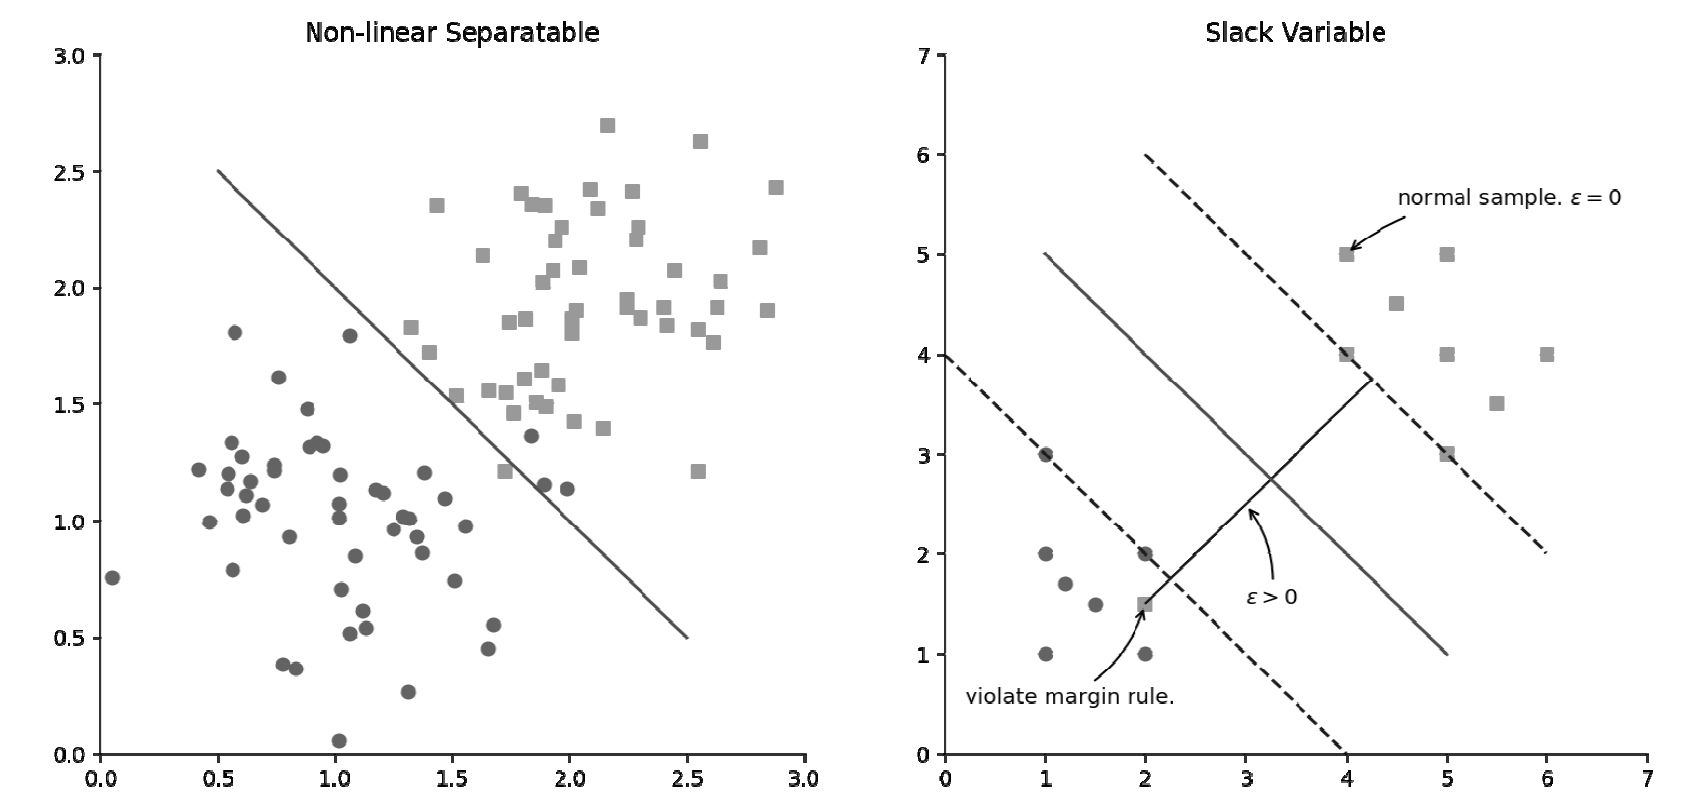 Non-linear Separatable
3.0
2.5
2.0
1.5
1.0
0.5
0.0
0.0 0.5 1.0 1.5 2.0 2.5 3.0
Slack Variable
7
6
5
4
3
2
1
0
normal sample. ε = 0
ε > 0
violate margin rule.
0 1 2 3 4 5 6 7